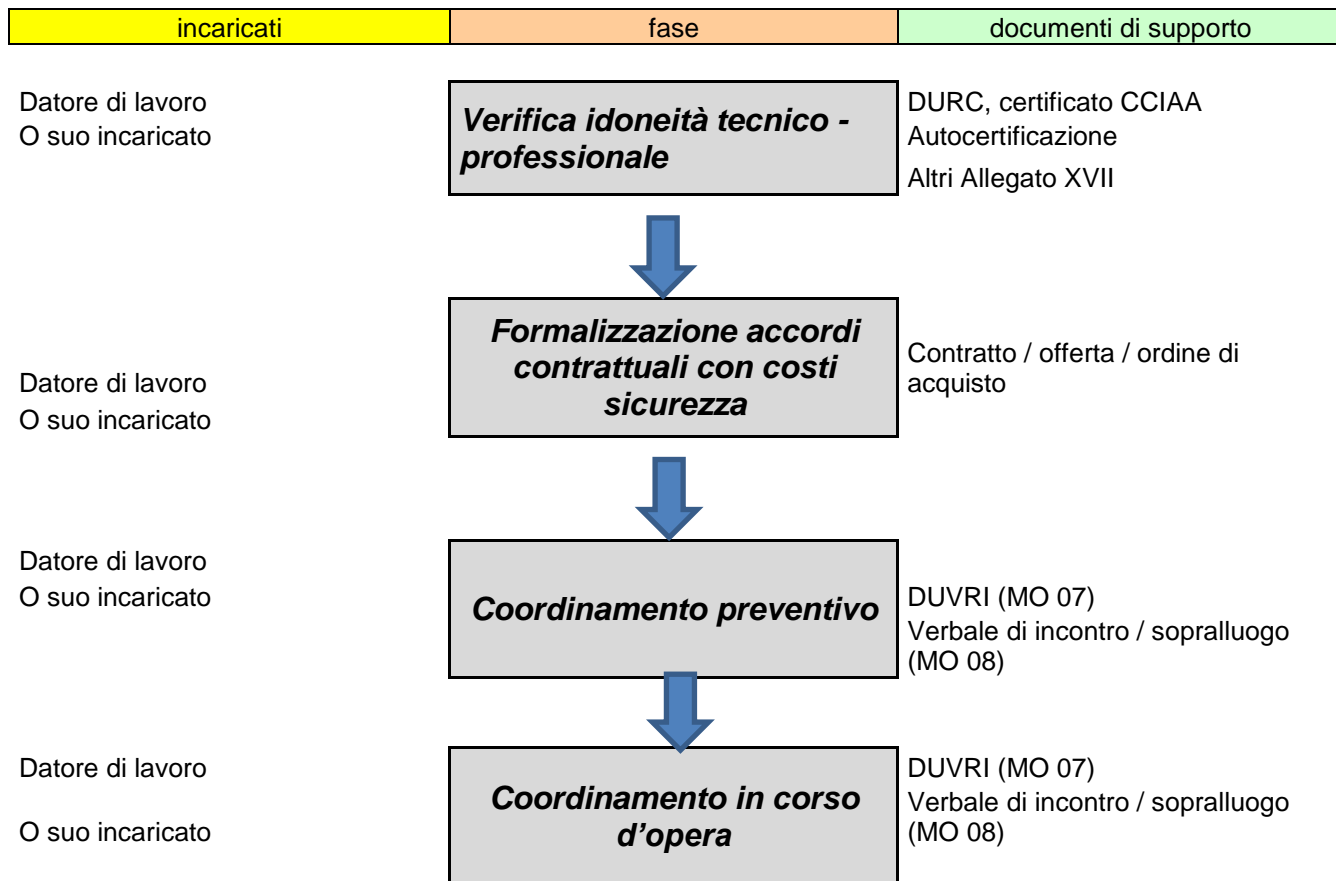 incaricati
fase
documenti di supporto
Datore di lavoro
O suo incaricato
Verifica idoneità tecnico -
professionale
DURC, certificato CCIAA
Autocertificazione
Altri Allegato XVII
Datore di lavoro
O suo incaricato
Formalizzazione accordi
contrattuali con costi
sicurezza
Contratto / offerta / ordine di
acquisto
Datore di lavoro
O suo incaricato
Coordinamento preventivo
DUVRI (MO 07)
Verbale di incontro / sopralluogo
(MO 08)
Datore di lavoro
O suo incaricato
Coordinamento in corso
d’opera
DUVRI (MO 07)
Verbale di incontro / sopralluogo
(MO 08)